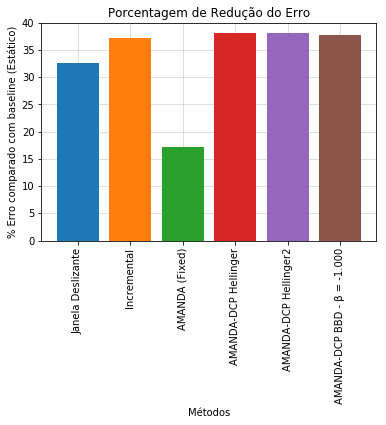 Porcentagem de Redução do Erro
% Erro comparado com baseline (Estático)
40
35
30
25
20
15
10
5
0
Janela Deslizante
Incremental
AMANDA (Fixed)
AMANDA-DCP Hellinger
AMANDA-DCP Hellinger2
AMANDA-DCP BBD - β = -1.000
Métodos